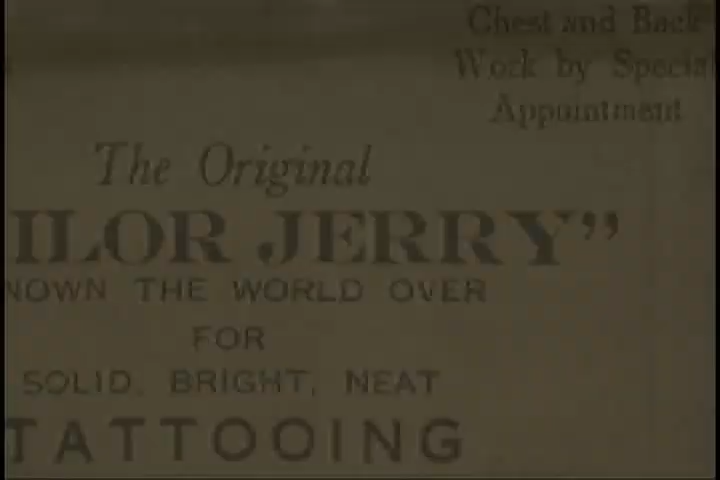 Chest and Back
Work by Special
Appointment
The Original
ILOR JERRY”
NOWN THE WORLD OVER
FOR
SOLID, BRIGHT, NEAT
TATTOOING